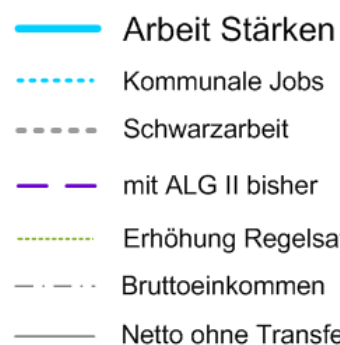 Arbeit Stärken
Kommunale Jobs
Schwarzarbeit
mit ALG II bisher
Erhöhung Regelsa
Bruttoeinkommen
Netto ohne Transfe